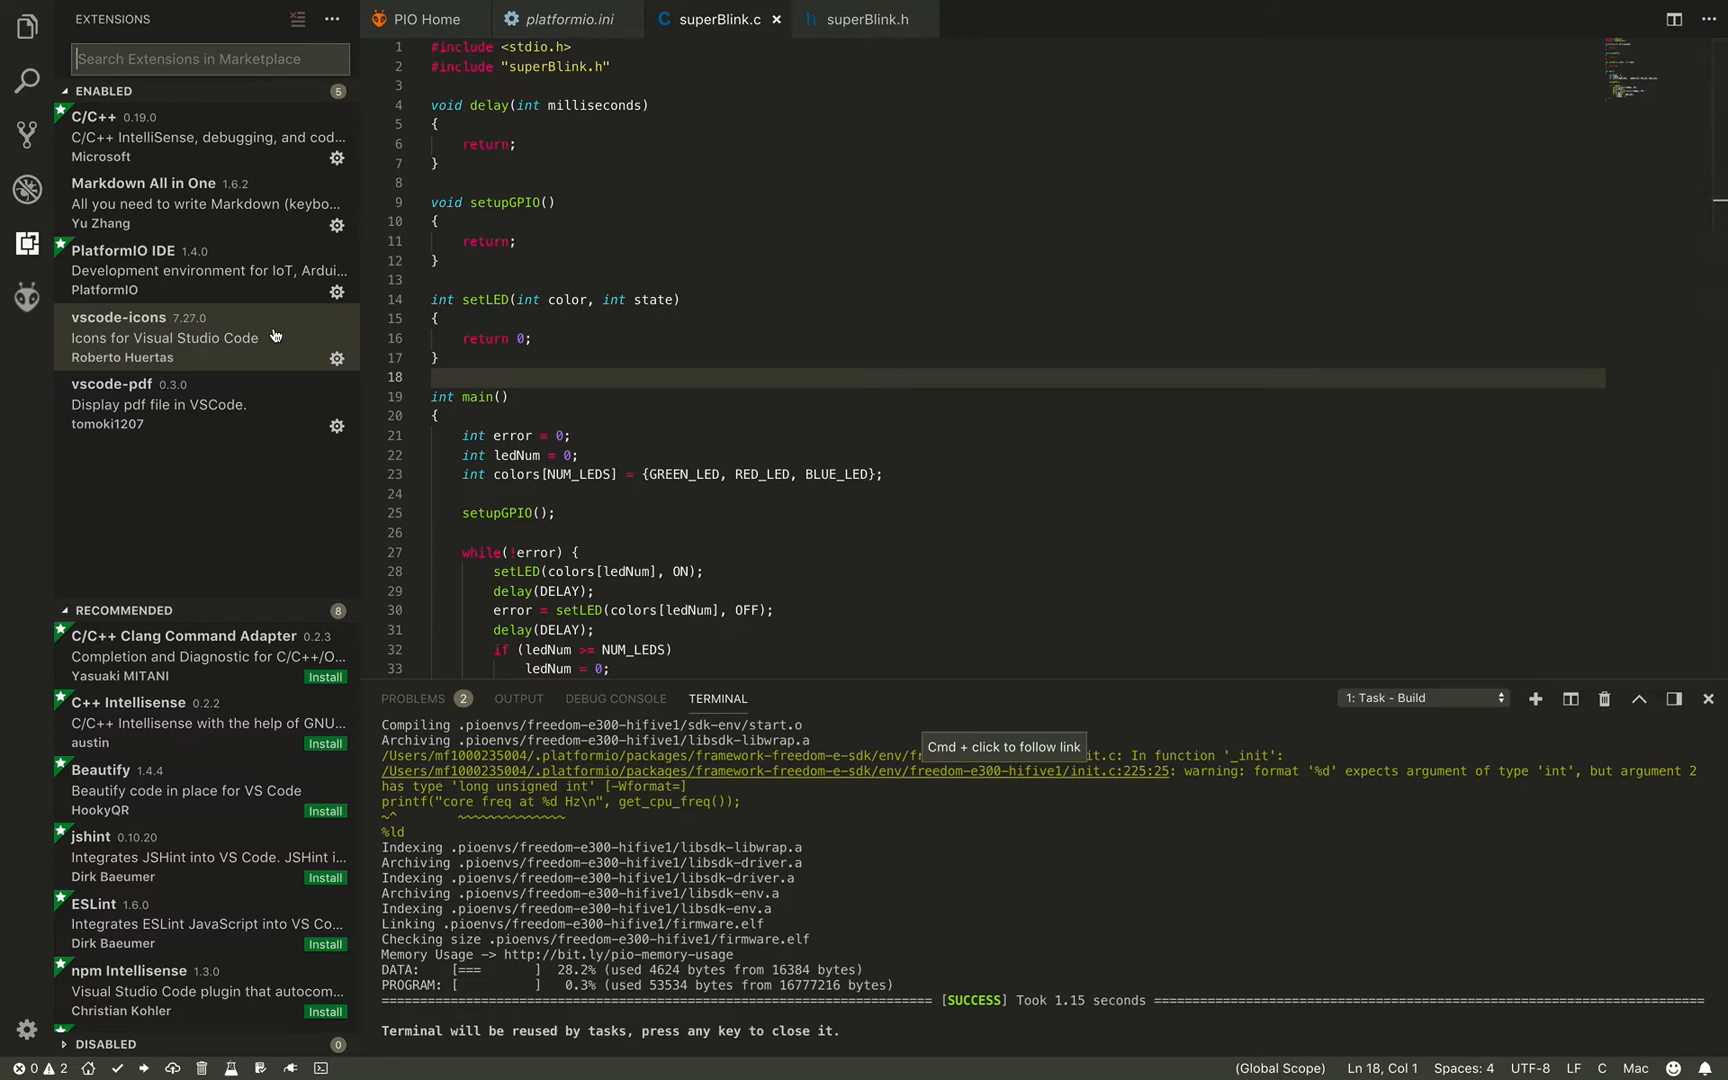 EXTENSIONS
Search Extensions in Marketplace
ENABLED 5
C/C++ 0.19.0
C/C++ IntelliSense, debugging, and cod...
Microsoft
Markdown All in One 1.6.2
All you need to write Markdown (keybo...
Yu Zhang
PlatformIO IDE 1.4.0
Development environment for IoT, Ardui...
PlatformIO
vscode-icons 7.27.0
Icons for Visual Studio Code
Roberto Huertas
vscode-pdf 0.3.0
Display pdf file in VSCode.
tomoki1207
RECOMMENDED 8
C/C++ Clang Command Adapter 0.2.3
Completion and Diagnostic for C/C++/O...
Yasuaki MITANI Install
C++ Intellisense 0.2.2
C/C++ Intellisense with the help of GNU...
austin Install
Beautify 1.4.4
Beautify code in place for VS Code
HookyQR Install
jshint 0.10.20
Integrates JSHint into VS Code. JSHint i...
Dirk Baeumer Install
ESLint 1.6.0
Integrates ESLint JavaScript into VS Co...
Dirk Baeumer Install
npm Intellisense 1.3.0
Visual Studio Code plugin that autocom...
Christian Kohler Install
DISABLED 0
PIO Home platformio.ini superBlink.c superBlink.h
1 #include <stdio.h>
2 #include "superBlink.h"
3
4 void delay(int milliseconds)
5 {
6 return;
7 }
8
9 void setupGPIO()
10 {
11 return;
12 }
13
14 int setLED(int color, int state)
15 {
16 return 0;
17 }
18
19 int main()
20 {
21 int error = 0;
22 int ledNum = 0;
23 int colors[NUM_LEDS] = {GREEN_LED, RED_LED, BLUE_LED};
24
25 setupGPIO();
26
27 while(!error) {
28 setLED(colors[ledNum], ON);
29 delay(DELAY);
30 error = setLED(colors[ledNum], OFF);
31 delay(DELAY);
32 if (ledNum >= NUM_LEDS)
33 ledNum = 0;
PROBLEMS 2 OUTPUT DEBUG CONSOLE TERMINAL 1: Task - Build
Compiling .pioenvs/freedom-e300-hifive1/sdk-env/start.o
Archiving .pioenvs/freedom-e300-hifive1/libsdk-libwrap.a
Cmd + click to follow link
/Users/mf1000235004/.platformio/packages/framework-freedom-e-sdk/env/fr it.c: In function '_init':
/Users/mf1000235004/.platformio/packages/framework-freedom-e-sdk/env/freedom-e300-hifive1/init.c:225:25: warning: format '%d' expects argument of type 'int', but argument 2
has type 'long unsigned int' [-Wformat=]
printf("core freq at %d Hz\n", get_cpu_freq());
~^ ~~~~~~~~~~~~~~
%ld
Indexing .pioenvs/freedom-e300-hifive1/libsdk-libwrap.a
Archiving .pioenvs/freedom-e300-hifive1/libsdk-driver.a
Indexing .pioenvs/freedom-e300-hifive1/libsdk-driver.a
Archiving .pioenvs/freedom-e300-hifive1/libsdk-env.a
Indexing .pioenvs/freedom-e300-hifive1/libsdk-env.a
Linking .pioenvs/freedom-e300-hifive1/firmware.elf
Checking size .pioenvs/freedom-e300-hifive1/firmware.elf
Memory Usage -> http://bit.ly/pio-memory-usage
DATA: [=== ] 28.2% (used 4624 bytes from 16384 bytes)
PROGRAM: [ ] 0.3% (used 53534 bytes from 16777216 bytes)
======================================================================= [SUCCESS] Took 1.15 seconds =======================================================================
Terminal will be reused by tasks, press any key to close it.
0 2 (Global Scope) Ln 18, Col 1 Spaces: 4 UTF-8 LF C Mac